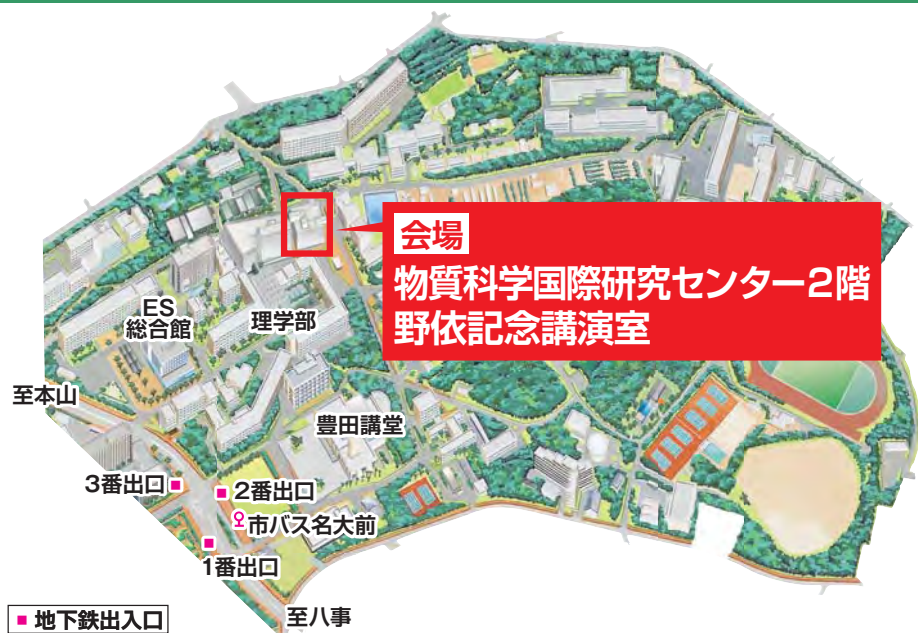 会場
物質科学国際研究センター2階
野依記念講演室
ES
総合館
理学部
至本山
豊田講堂
3番出口
2番出口
市バス名大前
1番出口
至八事
地下鉄出入口